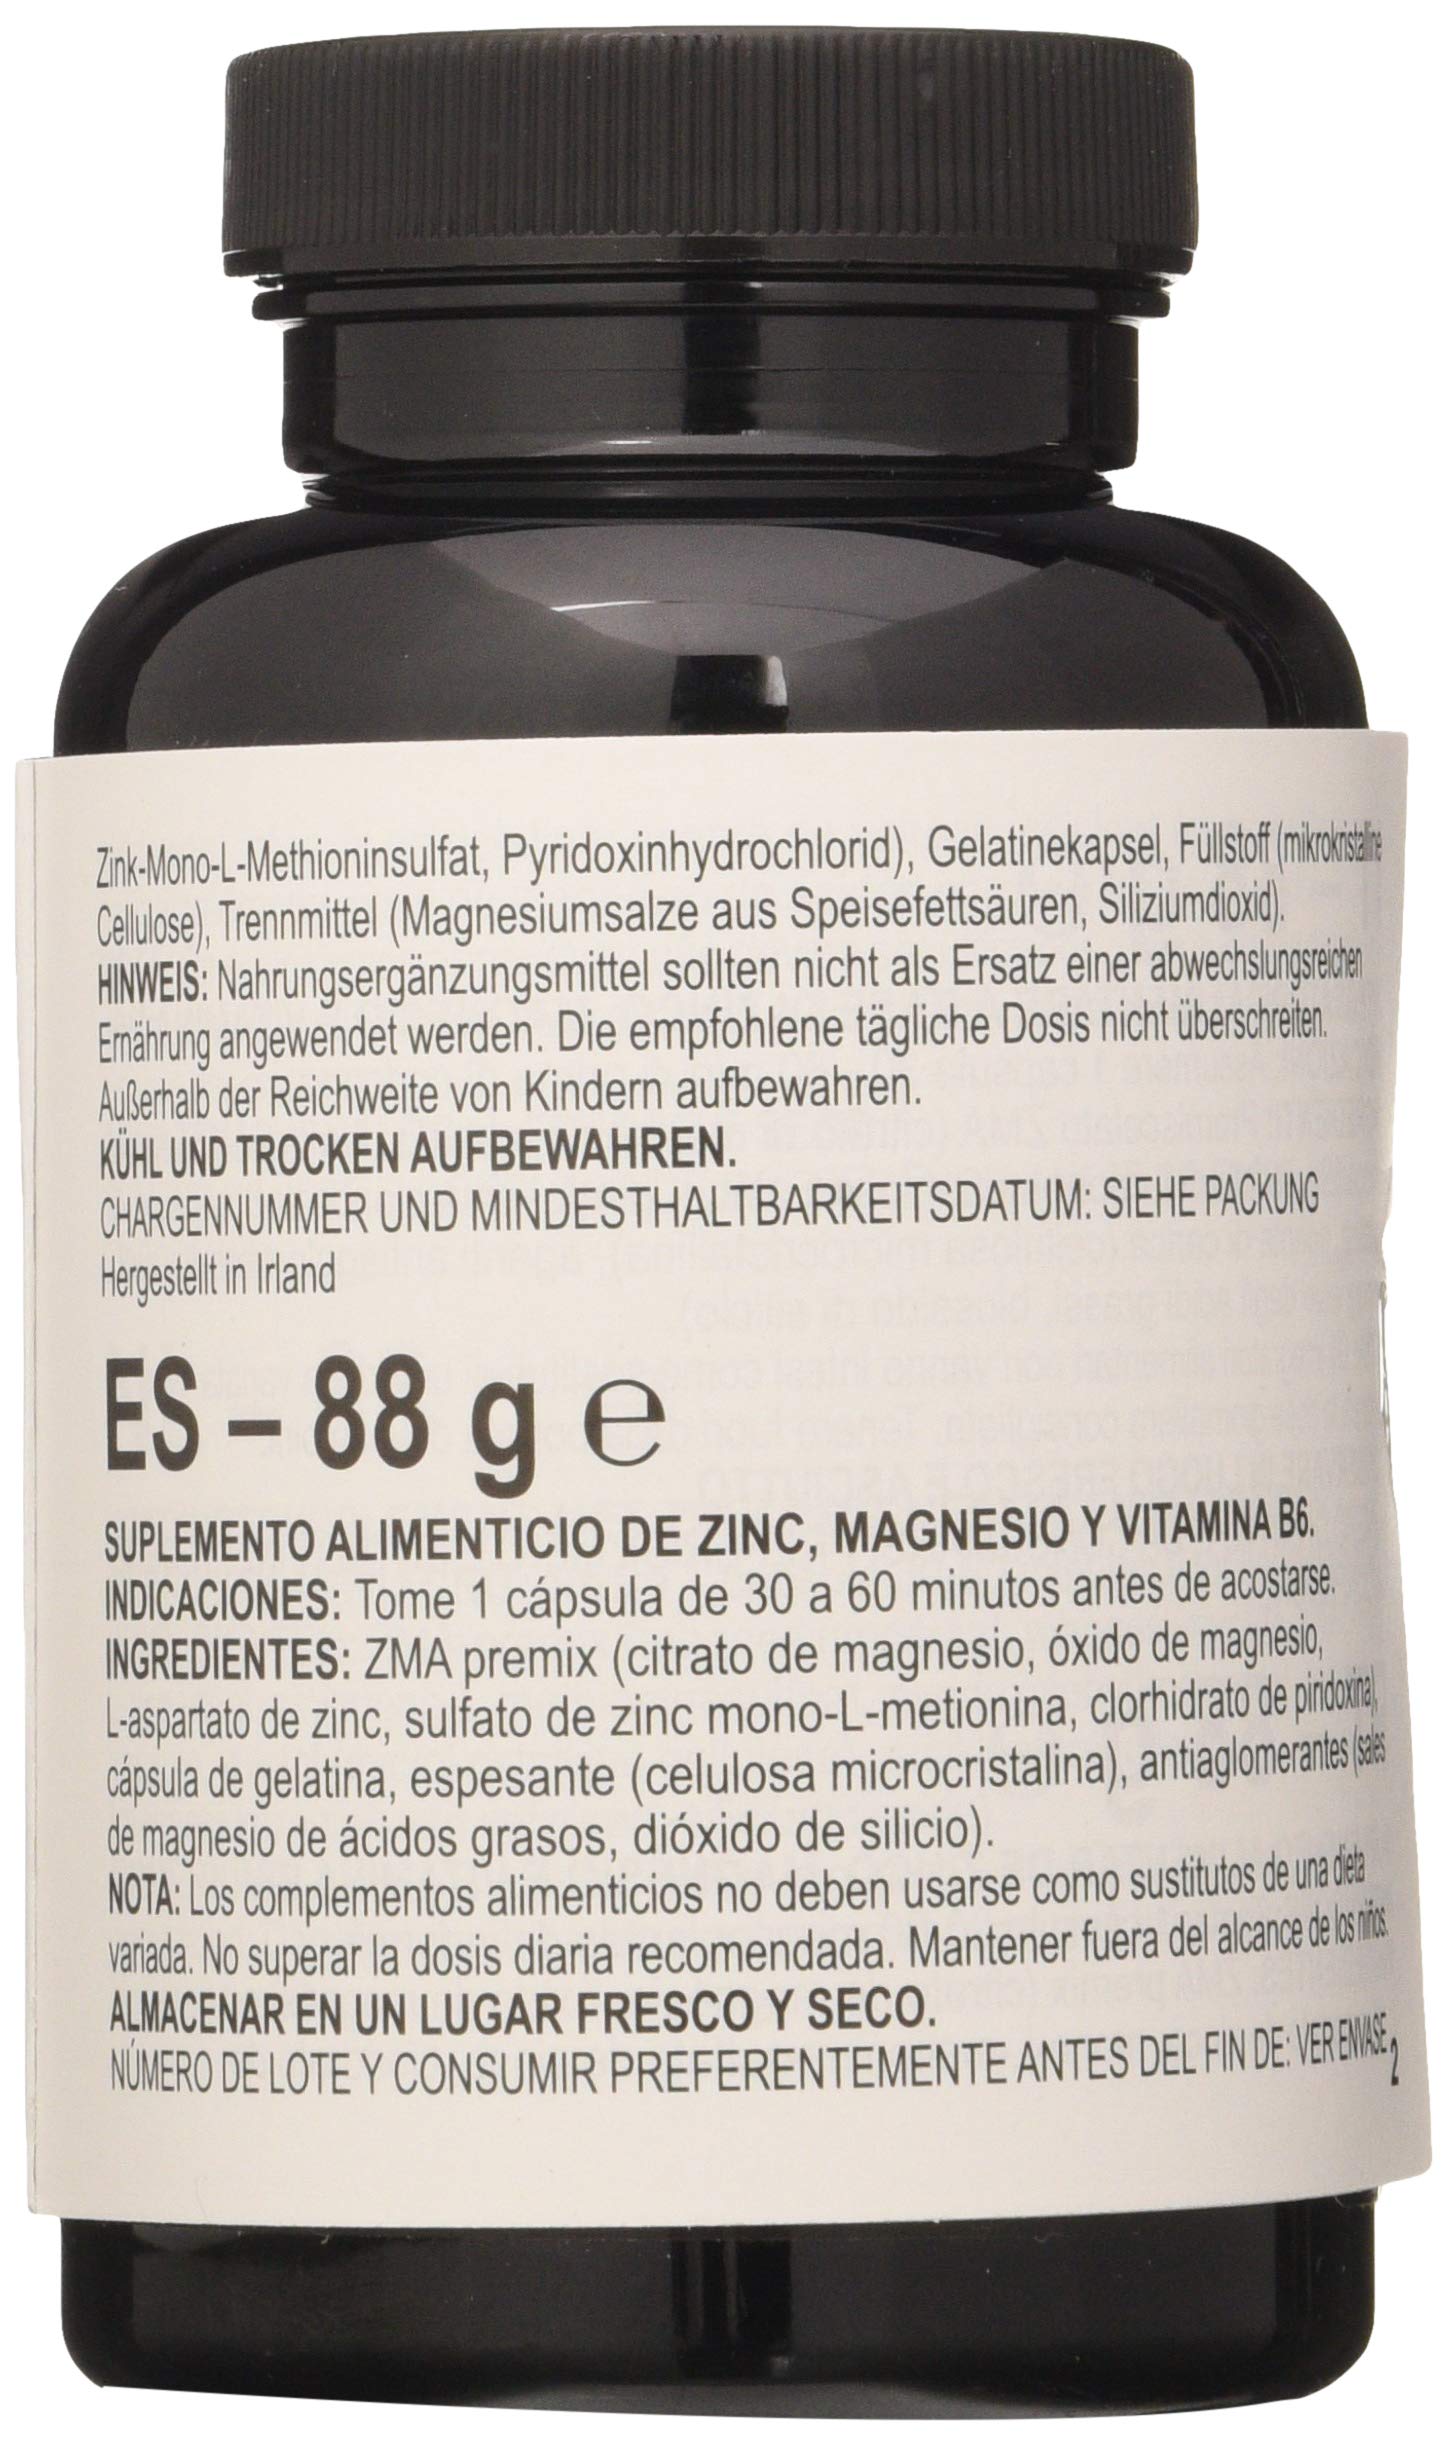 Zink-Mono-L-Methioninsulfat, Pyridoxinhydrochlorid), Gelatinekapsel, Füllstoff (mikrokristalline
Cellulose), Trennmittel (Magnesiumsalze aus Speisefettsäuren, Siliziumdioxid).
HINWEIS: Nahrungsergänzungsmittel sollten nicht als Ersatz einer abwechslungsreichen
Ernährung angewendet werden. Die empfohlene tägliche Dosis nicht überschreiten.
Außerhalb der Reichweite von Kindern aufbewahren.
KÜHL UND TROCKEN AUFBEWAHREN.
CHARGENNUMMER UND MINDESTHALTBARKEITSDATUM: SIEHE PACKUNG
Hergestellt in Irland
ES – 88 g ℮
SUPLEMENTO ALIMENTICIO DE ZINC, MAGNESIO Y VITAMINA B6.
INDICACIONES: Tome 1 cápsula de 30 a 60 minutos antes de acostarse.
INGREDIENTES: ZMA premix (citrato de magnesio, óxido de magnesio,
L-aspartato de zinc, sulfato de zinc mono-L-metionina, clorhidrato de piridoxina),
cápsula de gelatina, espesante (celulosa microcristalina), antiaglomerantes (sales
de magnesio de ácidos grasos, dióxido de silicio).
NOTA: Los complementos alimenticios no deben usarse como sustitutos de una dieta
variada. No superar la dosis diaria recomendada. Mantener fuera del alcance de los niños.
ALMACENAR EN UN LUGAR FRESCO Y SECO.
NÚMERO DE LOTE Y CONSUMIR PREFERENTEMENTE ANTES DEL FIN DE: VER ENVASE
2